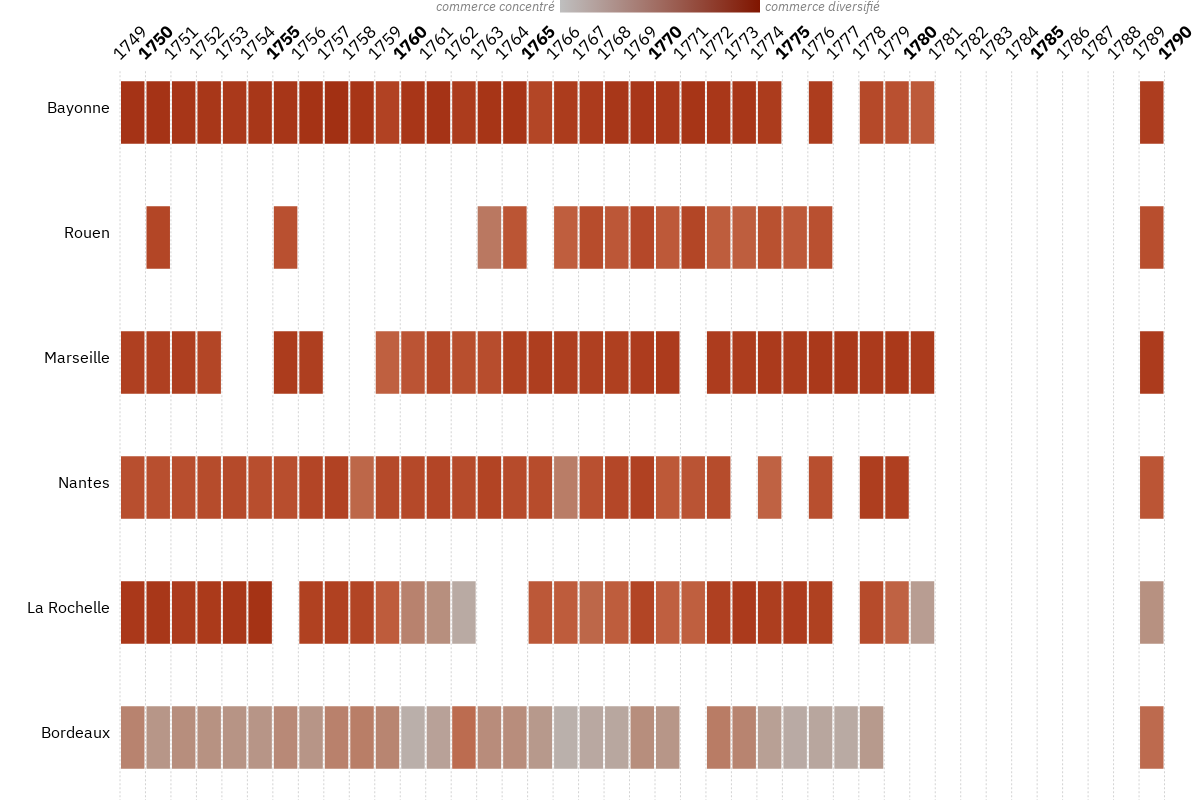 commerce concentré commerce diversifié
1749 1750 1751 1752 1753 1754 1755 1756 1757 1758 1759 1760 1761 1762 1763 1764 1765 1766 1767 1768 1769 1770 1771 1772 1773 1774 1775 1776 1777 1778 1779 1780 1781 1782 1783 1784 1785 1786 1787 1788 1789 1790
Bayonne
Rouen
Marseille
Nantes
La Rochelle
Bordeaux